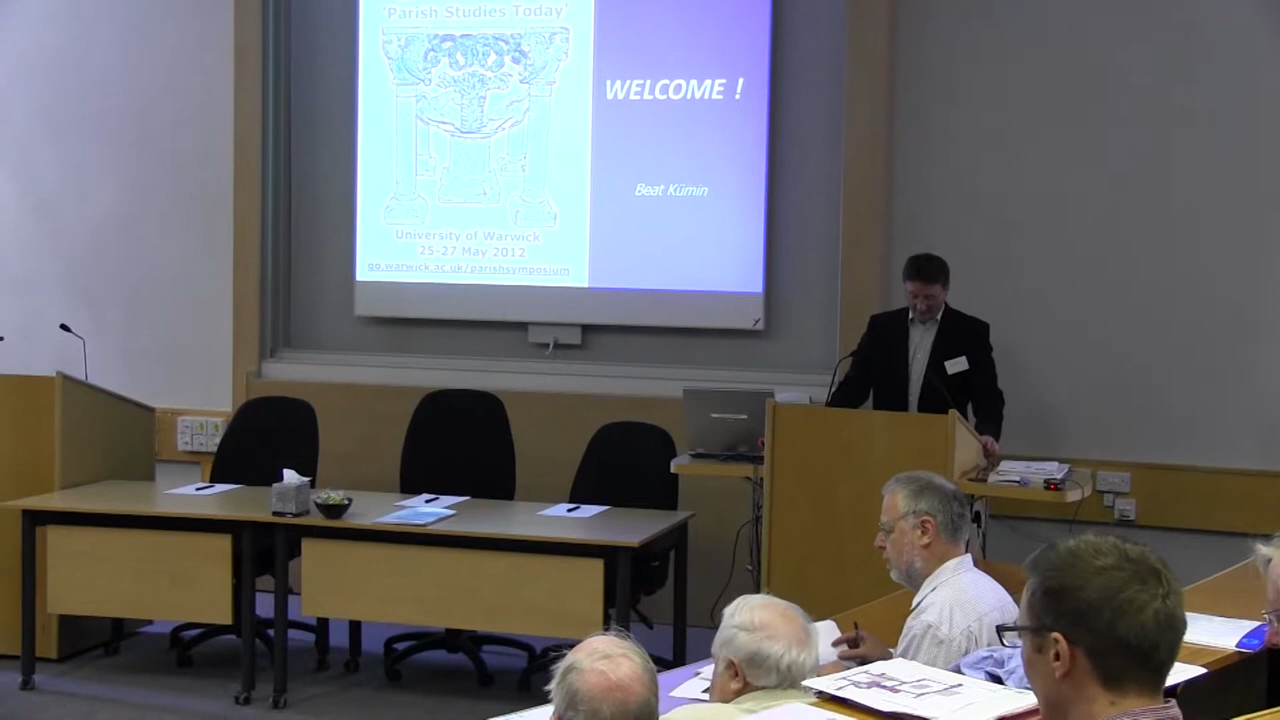 'Parish Studies Today'
University of Warwick
25-27 May 2012
go.warwick.ac.uk/parishsymposium
WELCOME !
Beat Kümin